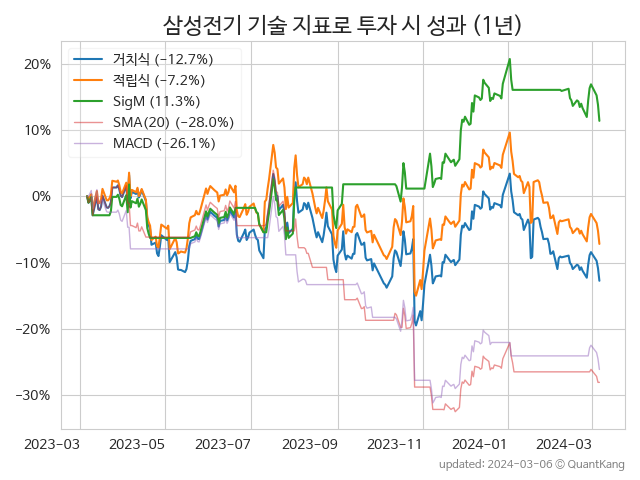 삼성전기 기술 지표로 투자 시 성과 (1년)
거치식 (−12.7%)
적립식 (−7.2%)
SigM (11.3%)
SMA(20) (−28.0%)
MACD (−26.1%)
20%
10%
0%
−10%
−20%
−30%
2023−03 2023−05 2023−07 2023−09 2023−11 2024−01 2024−03
updated: 2024-03-06 ⓒ QuantKang